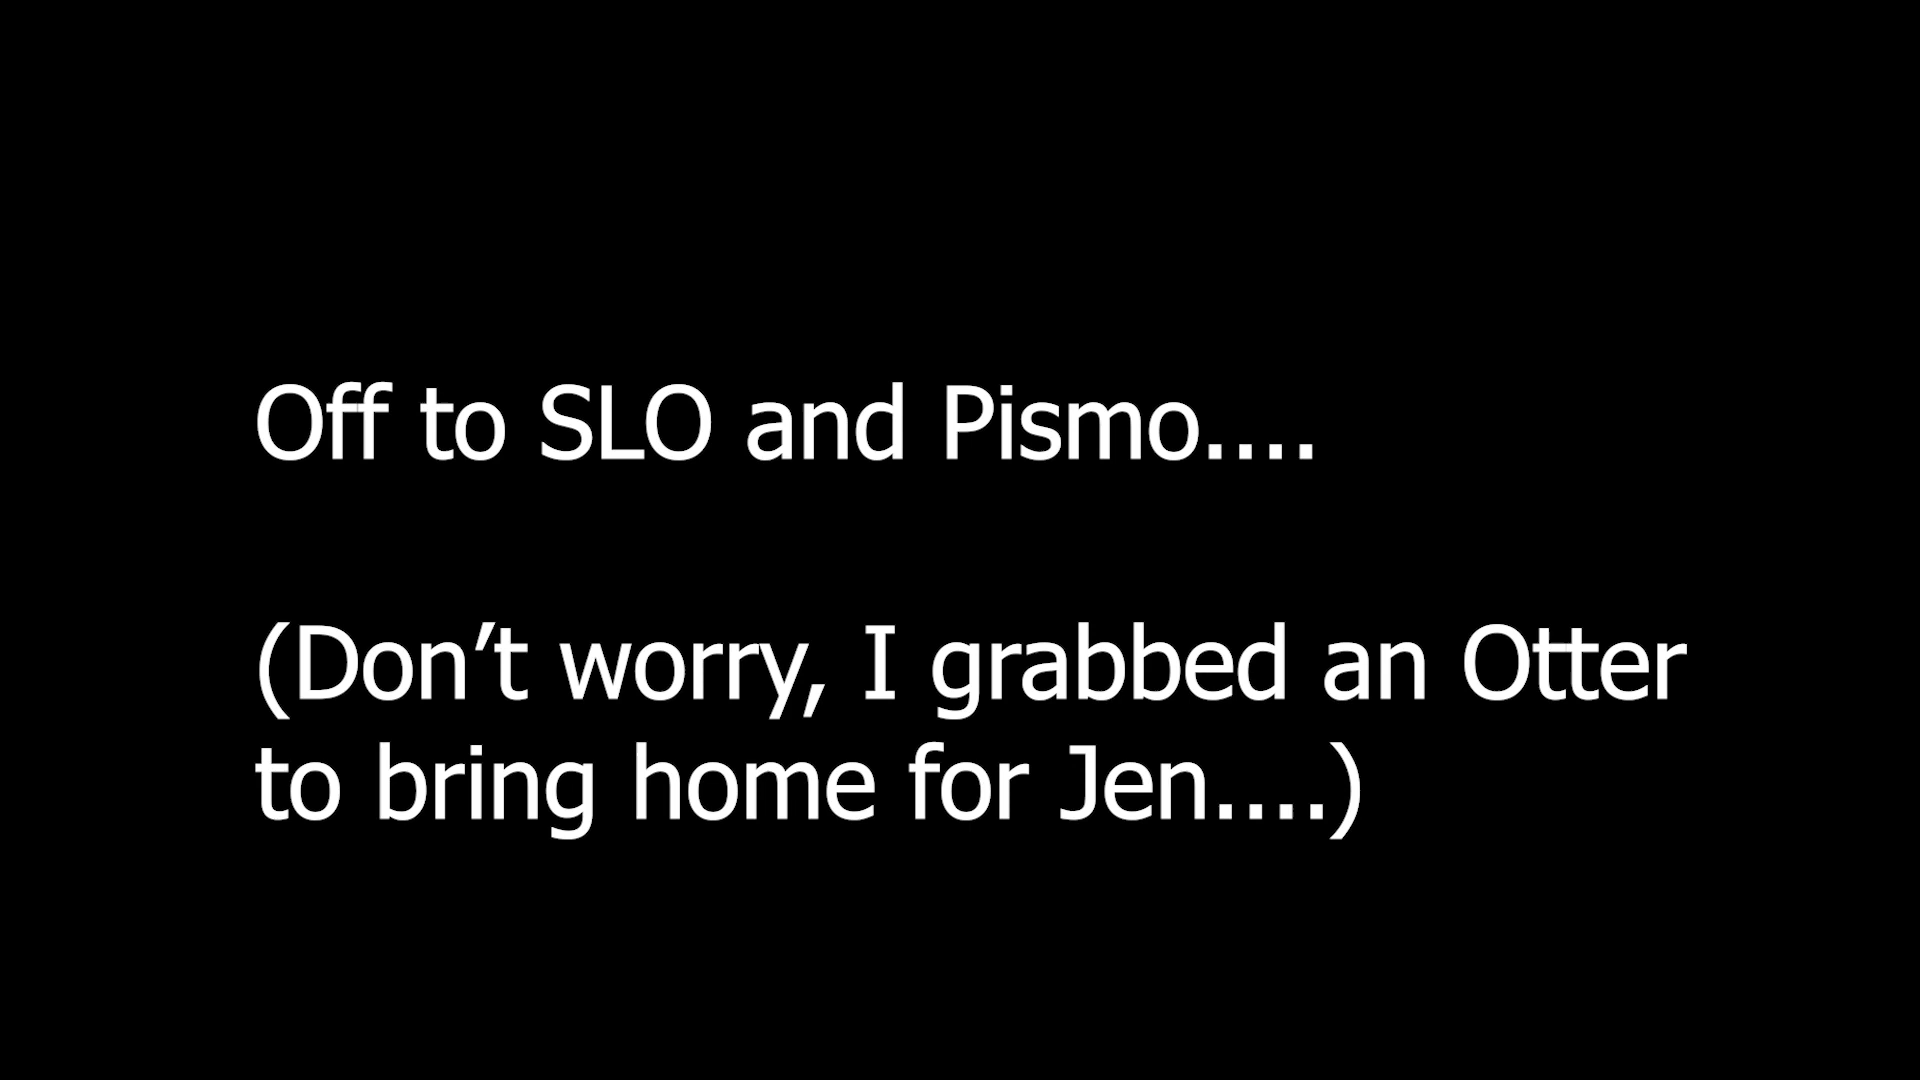 Off to SLO and Pismo....
(Don’t worry, I grabbed an Otter
to bring home for Jen....)